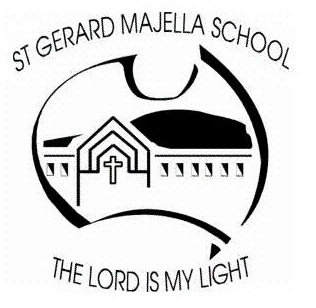 ST GERARD MAJELLA SCHOOL
THE LORD IS MY LIGHT